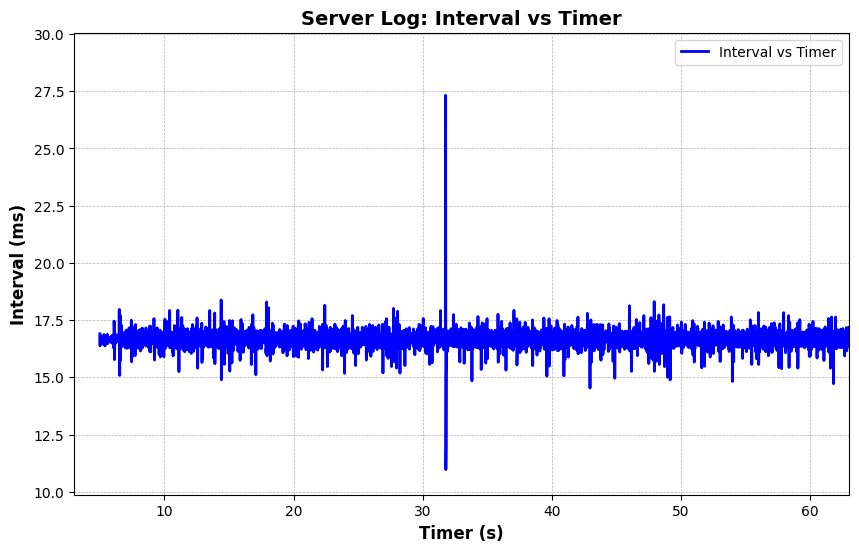 Server Log: Interval vs Timer
Interval vs Timer
30.0
27.5
25.0
22.5
20.0
17.5
15.0
12.5
10.0
Interval (ms)
10 20 30 40 50 60
Timer (s)